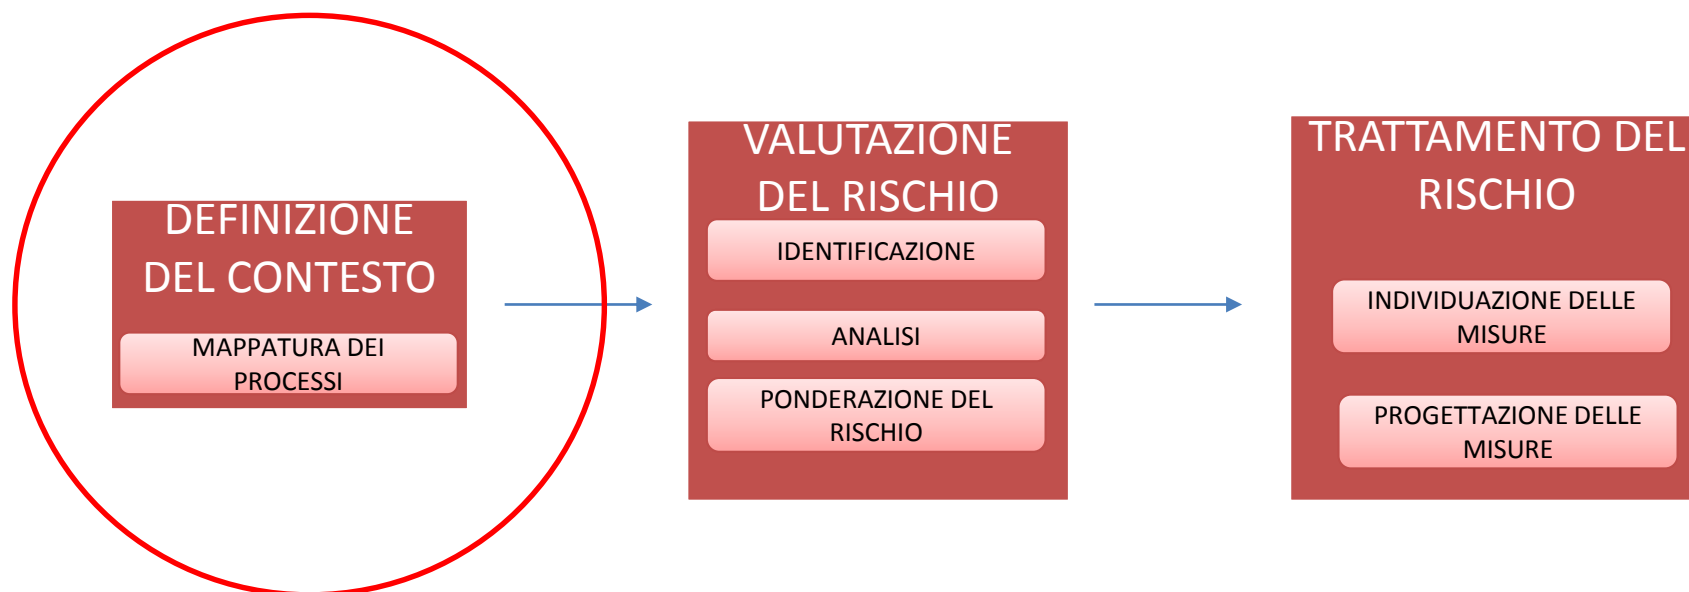 DEFINIZIONE
DEL CONTESTO
MAPPATURA DEI
PROCESSI
VALUTAZIONE
DEL RISCHIO
IDENTIFICAZIONE
ANALISI
PONDERAZIONE DEL
RISCHIO
TRATTAMENTO DEL
RISCHIO
INDIVIDUAZIONE DELLE
MISURE
PROGETTAZIONE DELLE
MISURE